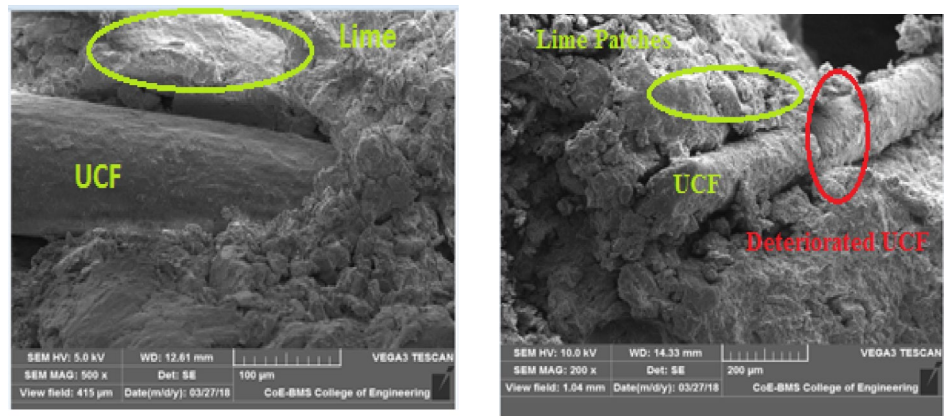 Lime
UCF
SEM HV: 5.0 kV WD: 12.61 mm VEGA3 TESCAN
SEM MAG: 500 x Det: SE 100 µm
View field: 415 µm Date(m/d/y): 03/27/18 CoE-BMS College of Engineering
Lime Patches
UCF
Deteriorated UCF
SEM HV: 10.0 kV WD: 14.33 mm VEGA3 TESCAN
SEM MAG: 200 x Det: SE 200 µm
View field: 1.04 mm Date(m/d/y): 03/27/18 CoE-BMS College of Engineering